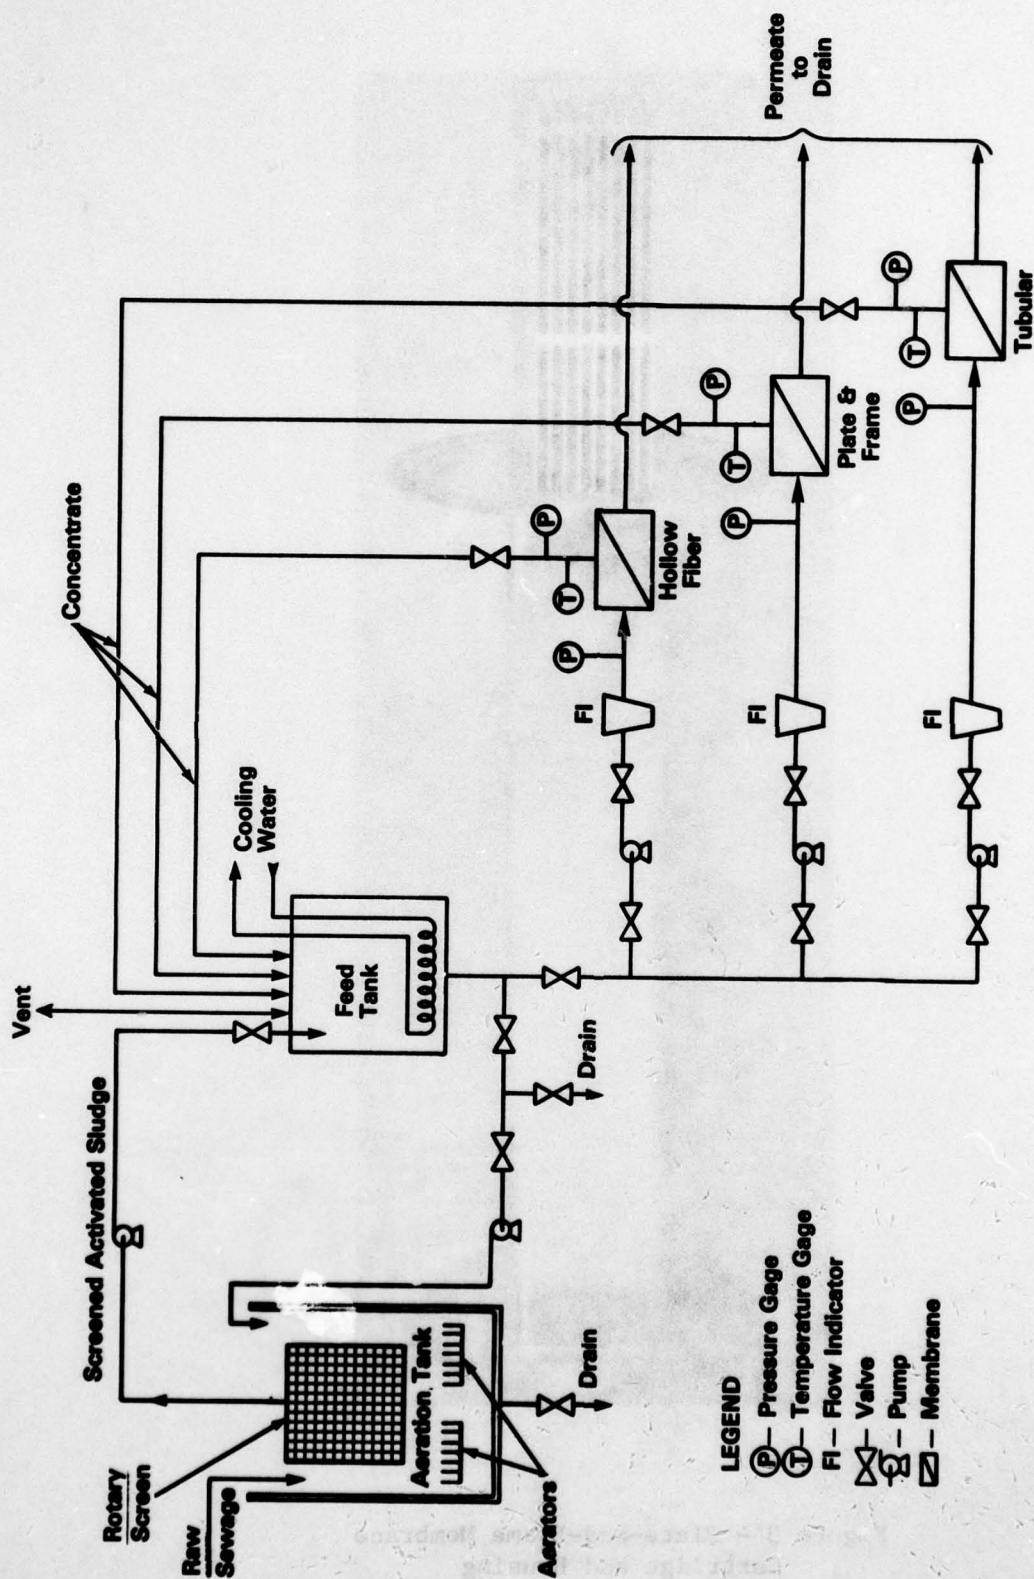 Vent
Concentrate
Screened Activated Sludge
Cooling
Water
Feed
Tank
Rotary
Screen
Raw
Sewage
Aeration Tank
Aerators
Drain
Drain
FI
Hollow
Fiber
P
P
T
FI
Plate &
Frame
P
P
T
FI
Tubular
P
P
T
Permeate
to
Drain
LEGEND
P – Pressure Gage
T – Temperature Gage
FI – Flow Indicator
– Valve
– Pump
– Membrane